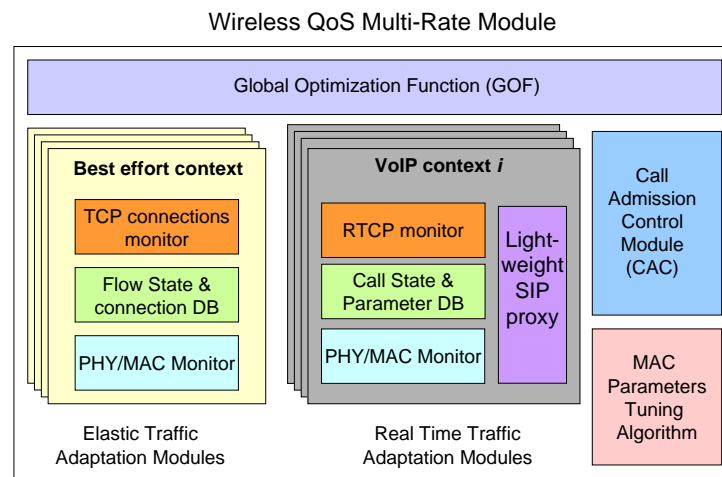 Wireless QoS Multi-Rate Module
Global Optimization Function (GOF)
Best effort context
TCP connections
monitor
Flow State &
connection DB
PHY/MAC Monitor
Elastic Traffic
Adaptation Modules
VoIP context i
RTCP monitor
Call State &
Parameter DB
PHY/MAC Monitor
Light-
weight
SIP
proxy
Real Time Traffic
Adaptation Modules
Call
Admission
Control
Module
(CAC)
MAC
Parameters
Tuning
Algorithm